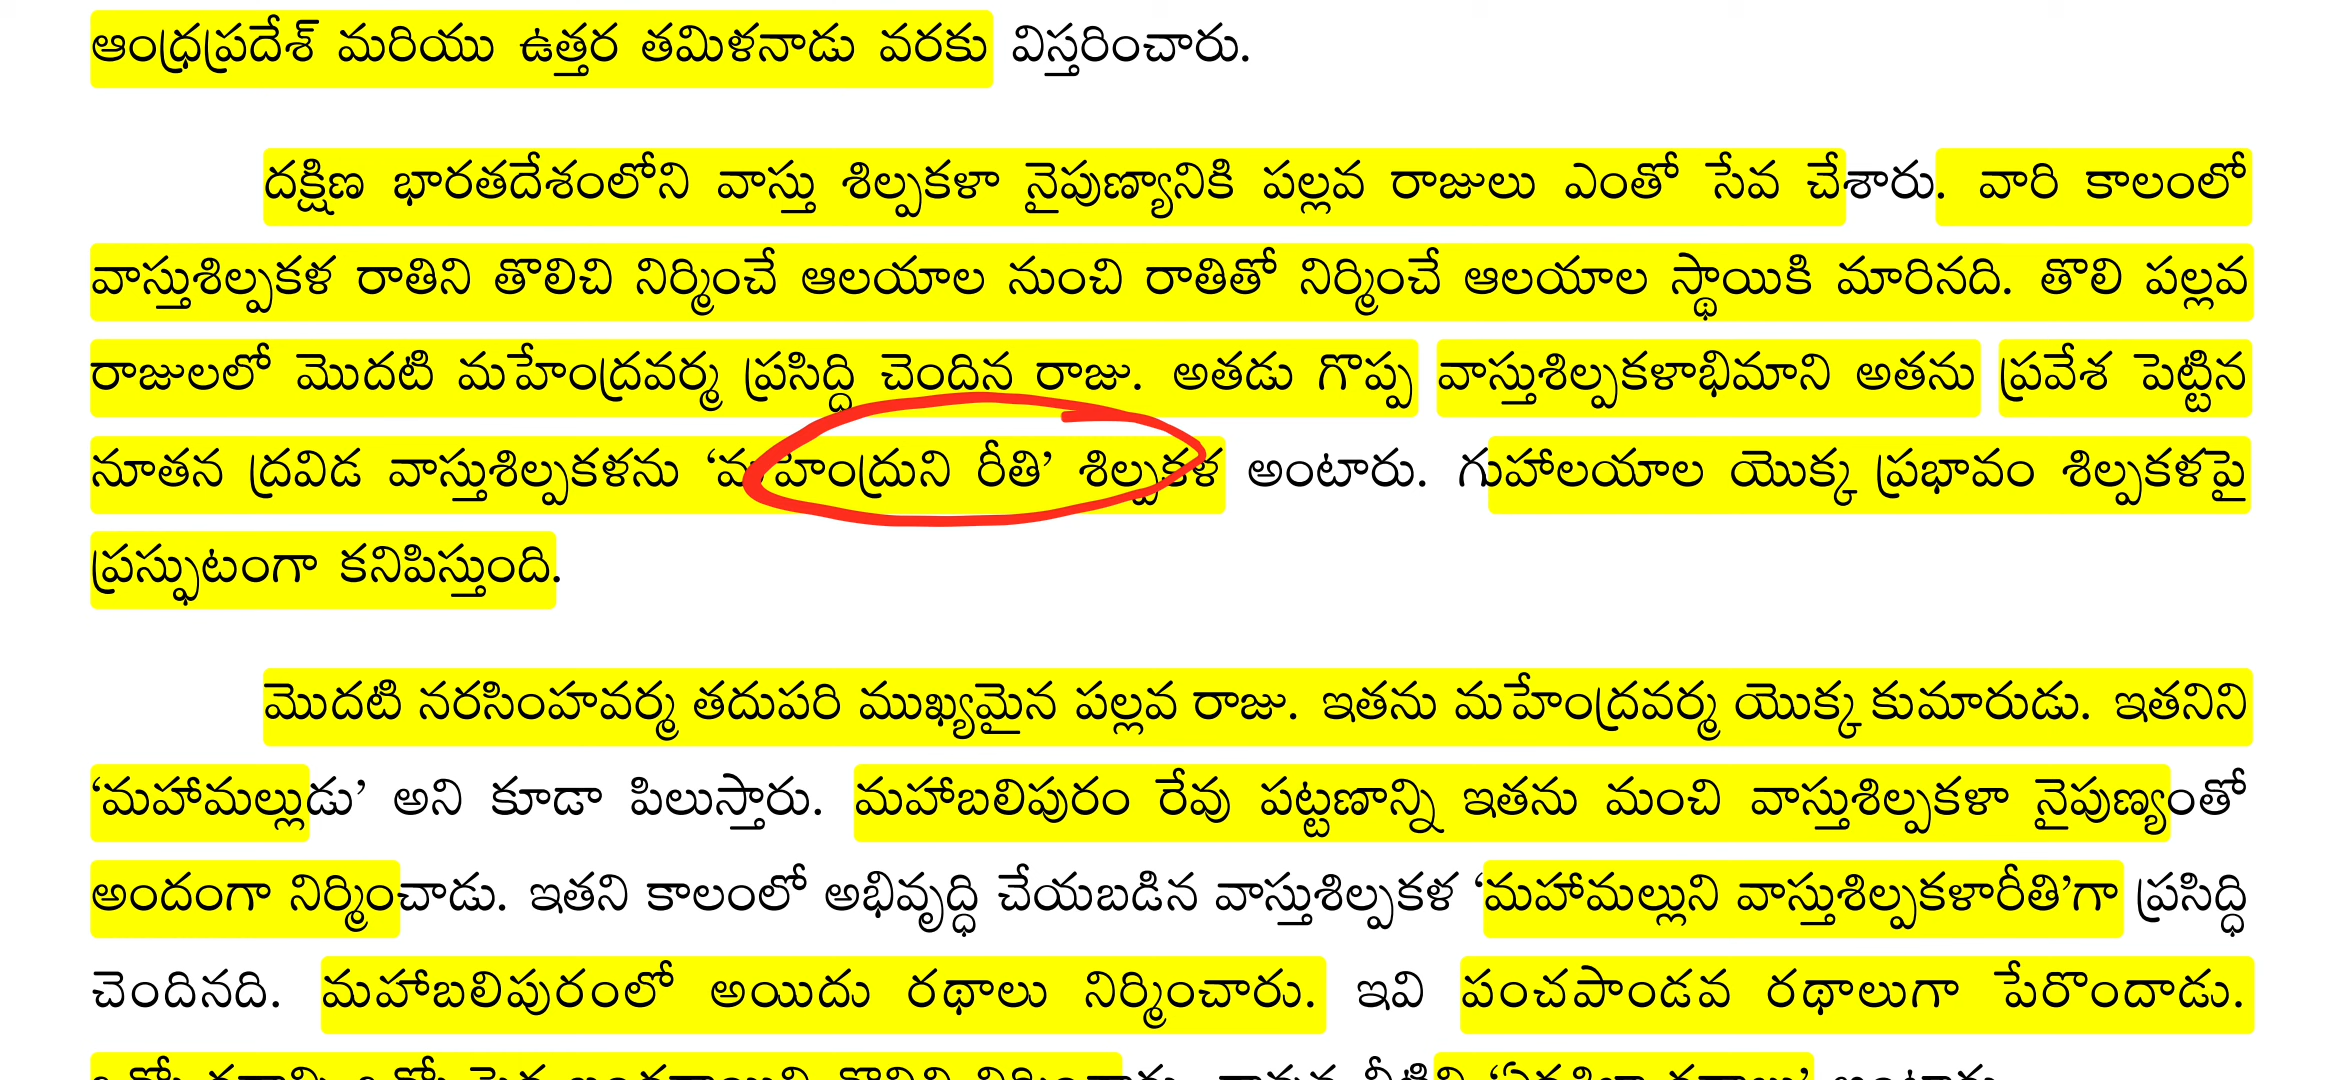 ఆంధ్రప్రదేశ్ మరియు ఉత్తర తమిళనాడు వరకు విస్తరించారు.
దక్షిణ భారతదేశంలోని వాస్తు శిల్పకళా నైపుణ్యానికి పల్లవ రాజులు ఎంతో సేవ చేశారు. వారి కాలంలో
వాస్తుశిల్పకళ రాతిని తొలిచి నిర్మించే ఆలయాల నుంచి రాతితో నిర్మించే ఆలయాల స్థాయికి మారినది. తొలి పల్లవ
రాజులలో మొదటి మహేంద్రవర్మ ప్రసిద్ది చెందిన రాజు. అతడు గొప్ప వాస్తుశిల్పకళాభిమాని అతను ప్రవేశ పెట్టిన
నూతన ద్రవిడ వాస్తుశిల్పకళను ‘మహేంద్రుని రీతి’ శిల్పకళ అంటారు. గుహాలయాల యొక్క ప్రభావం శిల్పకళపై
ప్రస్ఫుటంగా కనిపిస్తుంది.
మొదటి నరసింహవర్మ తదుపరి ముఖ్యమైన పల్లవ రాజు. ఇతను మహేంద్రవర్మ యొక్క కుమారుడు. ఇతనిని
‘మహామల్లుడు’ అని కూడా పిలుస్తారు. మహాబలిపురం రేవు పట్టణాన్ని ఇతను మంచి వాస్తుశిల్పకళా నైపుణ్యంతో
అందంగా నిర్మించాడు. ఇతని కాలంలో అభివృద్ధి చేయబడిన వాస్తుశిల్పకళ ‘మహామల్లుని వాస్తుశిల్పకళారీతి’గా ప్రసిద్ధి
చెందినది. మహాబలిపురంలో అయిదు రథాలు నిర్మించారు. ఇవి పంచపాండవ రథాలుగా పేరొందాడు.